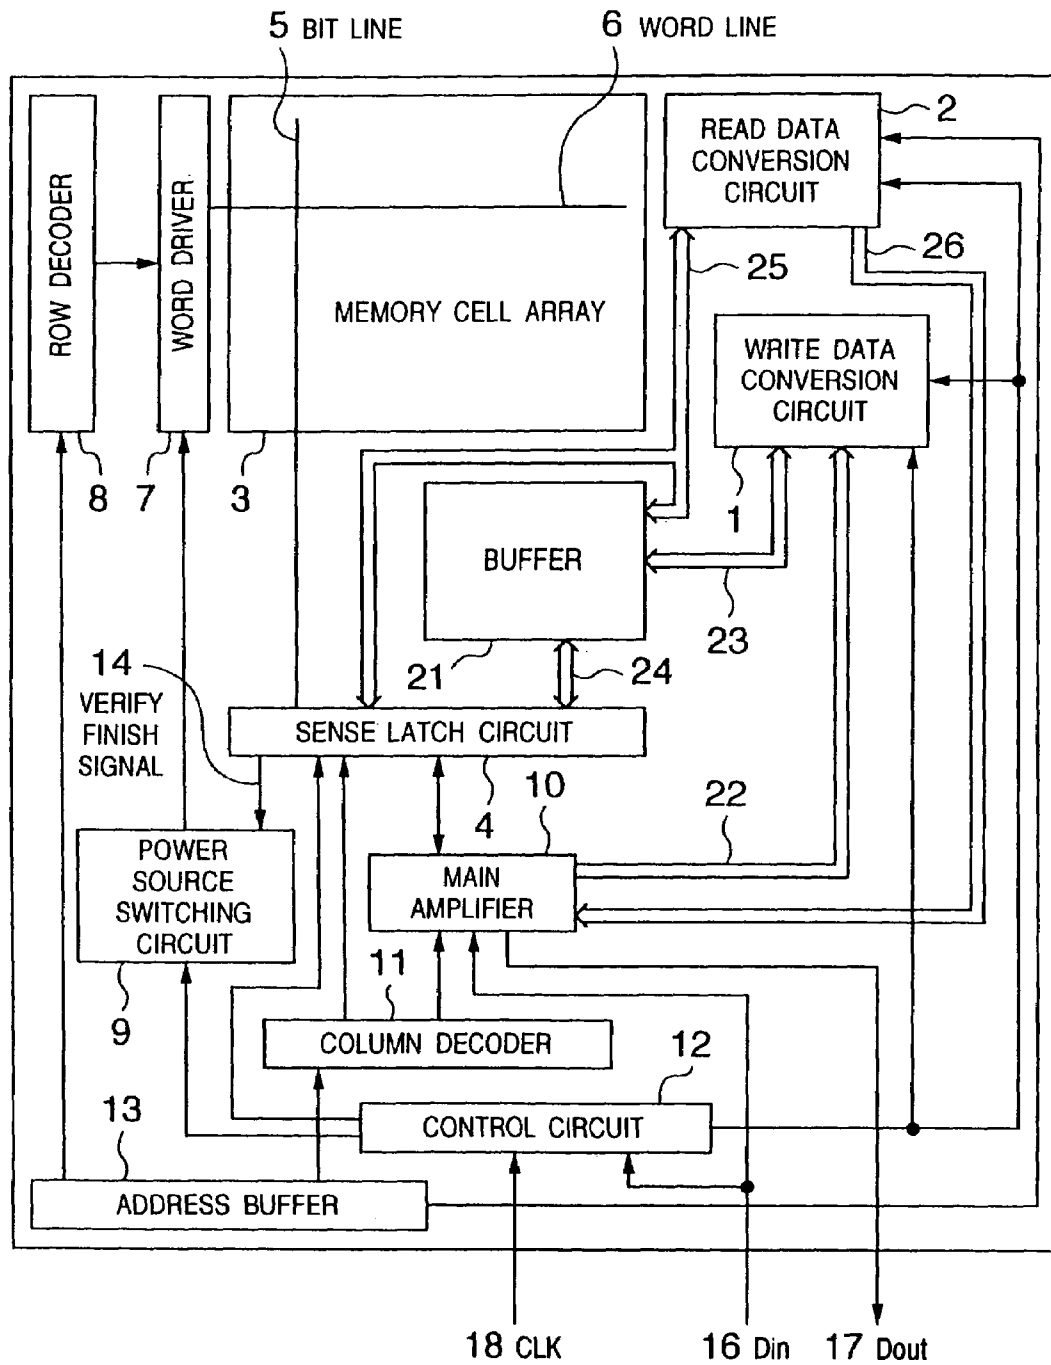 5 BIT LINE
6 WORD LINE
2
READ DATA
CONVERSION
CIRCUIT
ROW DECODER
WORD DRIVER
26
25
MEMORY CELL ARRAY
WRITE DATA
CONVERSION
CIRCUIT
8
7
3
1
BUFFER
23
14
21
24
VERIFY
FINISH
SIGNAL
SENSE LATCH CIRCUIT
10
4
22
POWER
SOURCE
SWITCHING
CIRCUIT
MAIN
AMPLIFIER
11
9
COLUMN DECODER
12
13
CONTROL CIRCUIT
ADDRESS BUFFER
18 CLK
16 Din
17 Dout